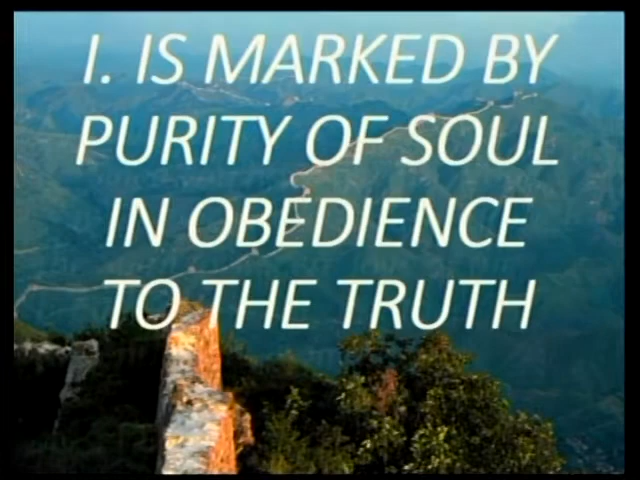 I. IS MARKED BY
PURITY OF SOUL
IN OBEDIENCE
TO THE TRUTH